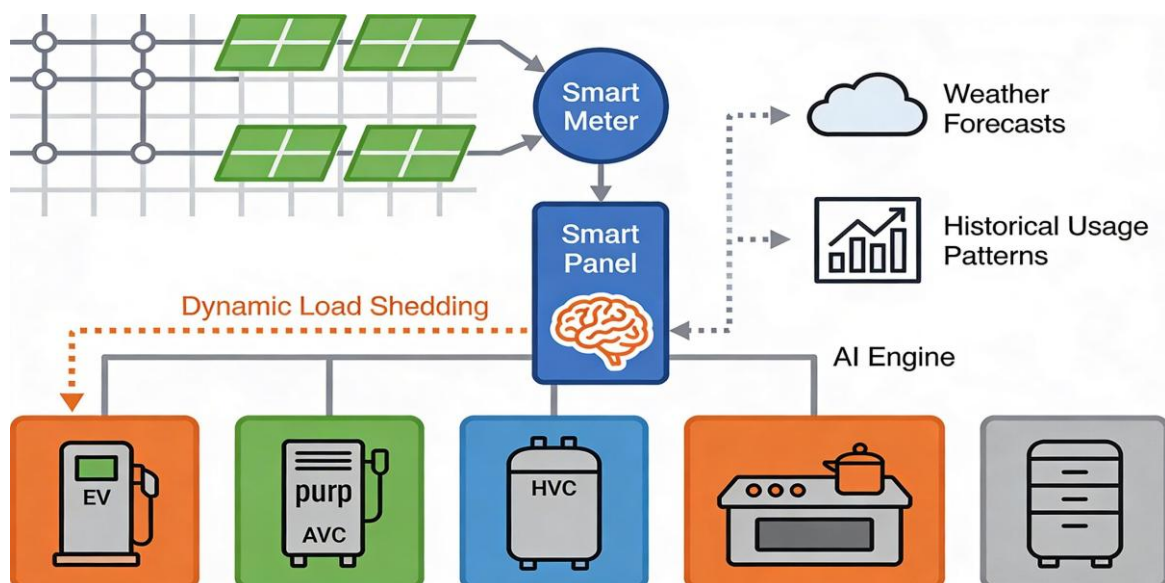 Smart
Meter
Weather
Forecasts
Smart
Panel
Historical Usage
Patterns
Dynamic Load Shedding
AI Engine
EV
purp
AVC
HVC